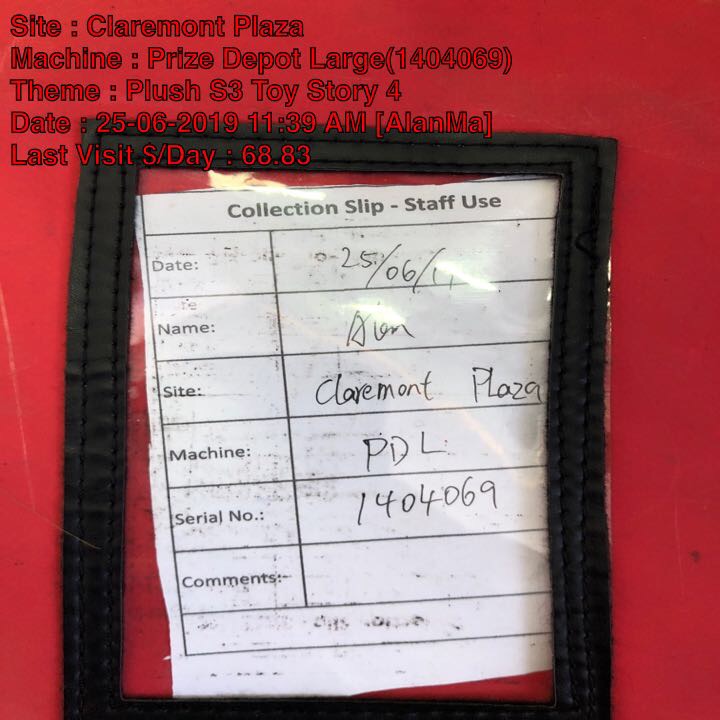 Site : Claremont Plaza
Machine : Prize Depot Large(1404069)
Theme : Plush S3 Toy Story 4
Date : 25-06-2019 11:39 AM [AlanMa]
Last Visit $/Day : 68.83
Collection Slip - Staff Use
Date: 25/06/19
Name: Alan
Site: Claremont Plaza
Machine: PDL
Serial No.: 1404069
Comments:-